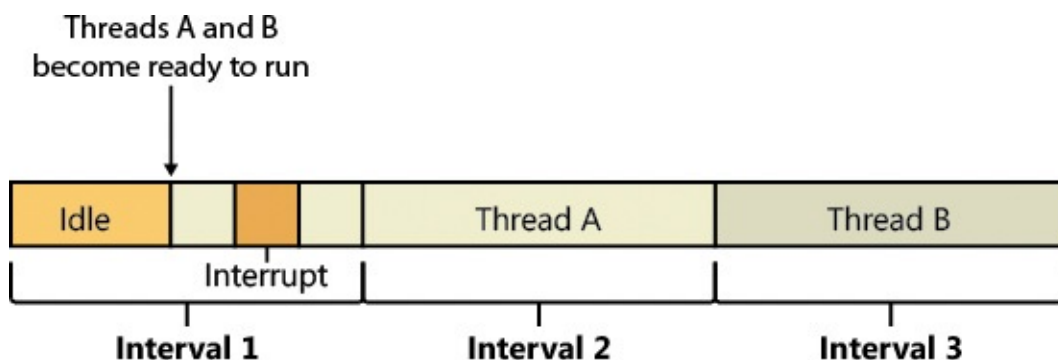 Threads A and B
become ready to run
Idle
Thread A
Thread B
Interrupt
Interval 1
Interval 2
Interval 3